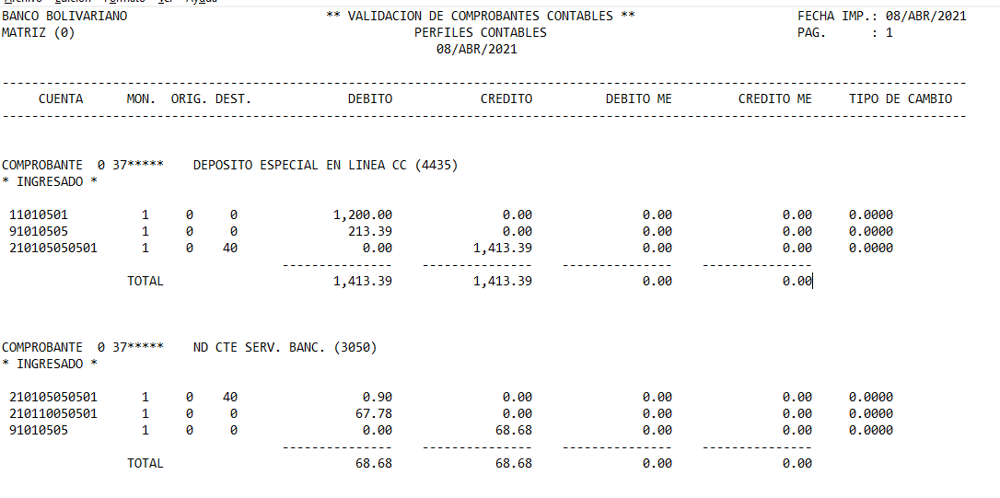 BANCO BOLIVARIANO ** VALIDACION DE COMPROBANTES CONTABLES ** FECHA IMP.: 08/ABR/2021
MATRIZ (0) PERFILES CONTABLES PAG. : 1
08/ABR/2021
CUENTA MON. ORIG. DEST. DEBITO CREDITO DEBITO ME CREDITO ME TIPO DE CAMBIO
COMPROBANTE 0 37***** DEPOSITO ESPECIAL EN LINEA CC (4435)
* INGRESADO *
11010501 1 0 0 1,200.00 0.00 0.00 0.00 0.0000
91010505 1 0 0 213.39 0.00 0.00 0.00 0.0000
210105050501 1 0 40 0.00 1,413.39 0.00 0.00 0.0000
TOTAL 1,413.39 1,413.39 0.00 0.00
COMPROBANTE 0 37***** ND CTE SERV. BANC. (3050)
* INGRESADO *
210105050501 1 0 40 0.90 0.00 0.00 0.00 0.0000
210110050501 1 0 0 67.78 0.00 0.00 0.00 0.0000
91010505 1 0 0 0.00 68.68 0.00 0.00 0.0000
TOTAL 68.68 68.68 0.00 0.00